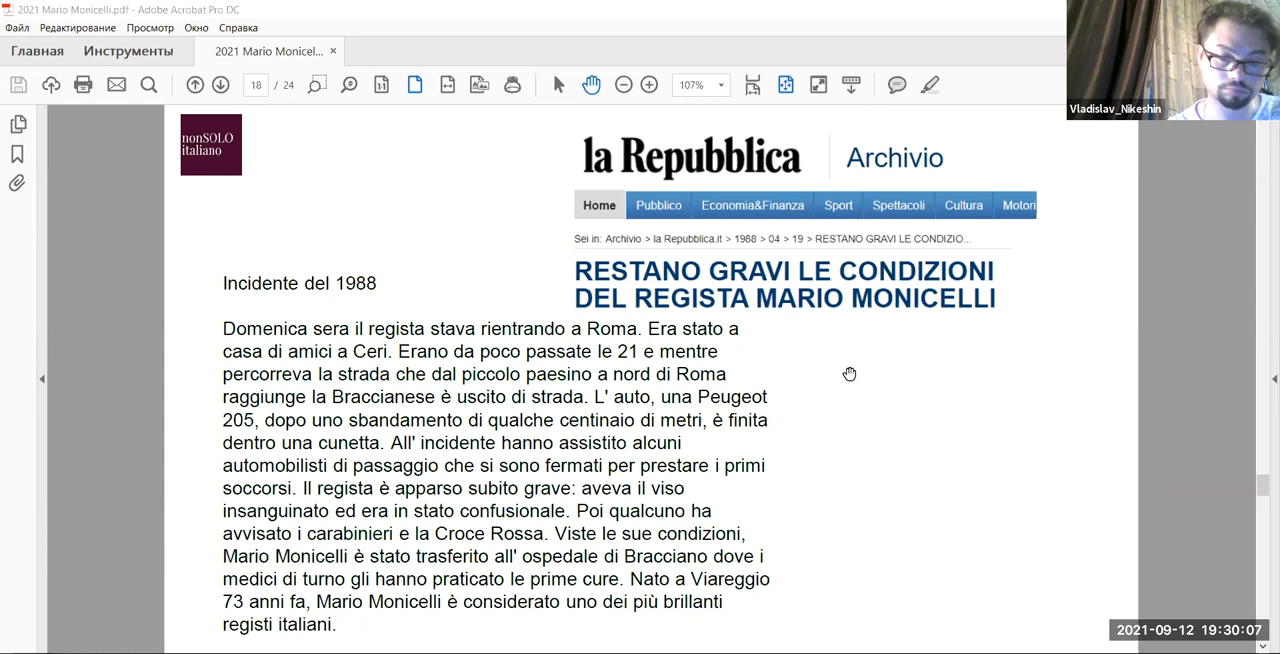 2021 Mario Monicelli.pdf - Adobe Acrobat Pro DC
Файл Редактирование Просмотр Окно Справка
Главная Инструменты 2021 Mario Monicel... ×
18 / 24 107%
Vladislav_Nikeshin
nonSOLO
italiano
la Repubblica Archivio
Home Pubblico Economia&Finanza Sport Spettacoli Cultura Motori
Sei in: Archivio > la Repubblica.it > 1988 > 04 > 19 > RESTANO GRAVI LE CONDIZIO...
RESTANO GRAVI LE CONDIZIONI
DEL REGISTA MARIO MONICELLI
Incidente del 1988
Domenica sera il regista stava rientrando a Roma. Era stato a
casa di amici a Ceri. Erano da poco passate le 21 e mentre
percorreva la strada che dal piccolo paesino a nord di Roma
raggiunge la Braccianese è uscito di strada. L' auto, una Peugeot
205, dopo uno sbandamento di qualche centinaio di metri, è finita
dentro una cunetta. All' incidente hanno assistito alcuni
automobilisti di passaggio che si sono fermati per prestare i primi
soccorsi. Il regista è apparso subito grave: aveva il viso
insanguinato ed era in stato confusionale. Poi qualcuno ha
avvisato i carabinieri e la Croce Rossa. Viste le sue condizioni,
Mario Monicelli è stato trasferito all' ospedale di Bracciano dove i
medici di turno gli hanno praticato le prime cure. Nato a Viareggio
73 anni fa, Mario Monicelli è considerato uno dei più brillanti
registi italiani.
2021-09-12 19:30:07